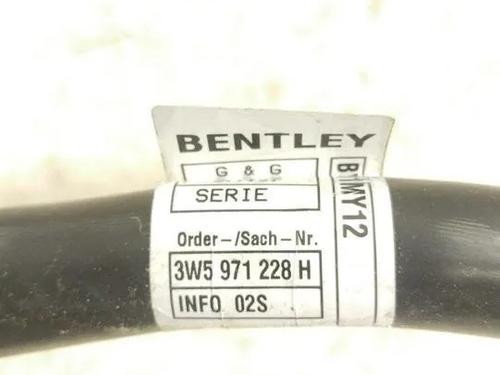 BENTLEY
G & G
SERIE
Order-/Sach-Nr.
3W5 971 228 H
INFO 02S
MY12